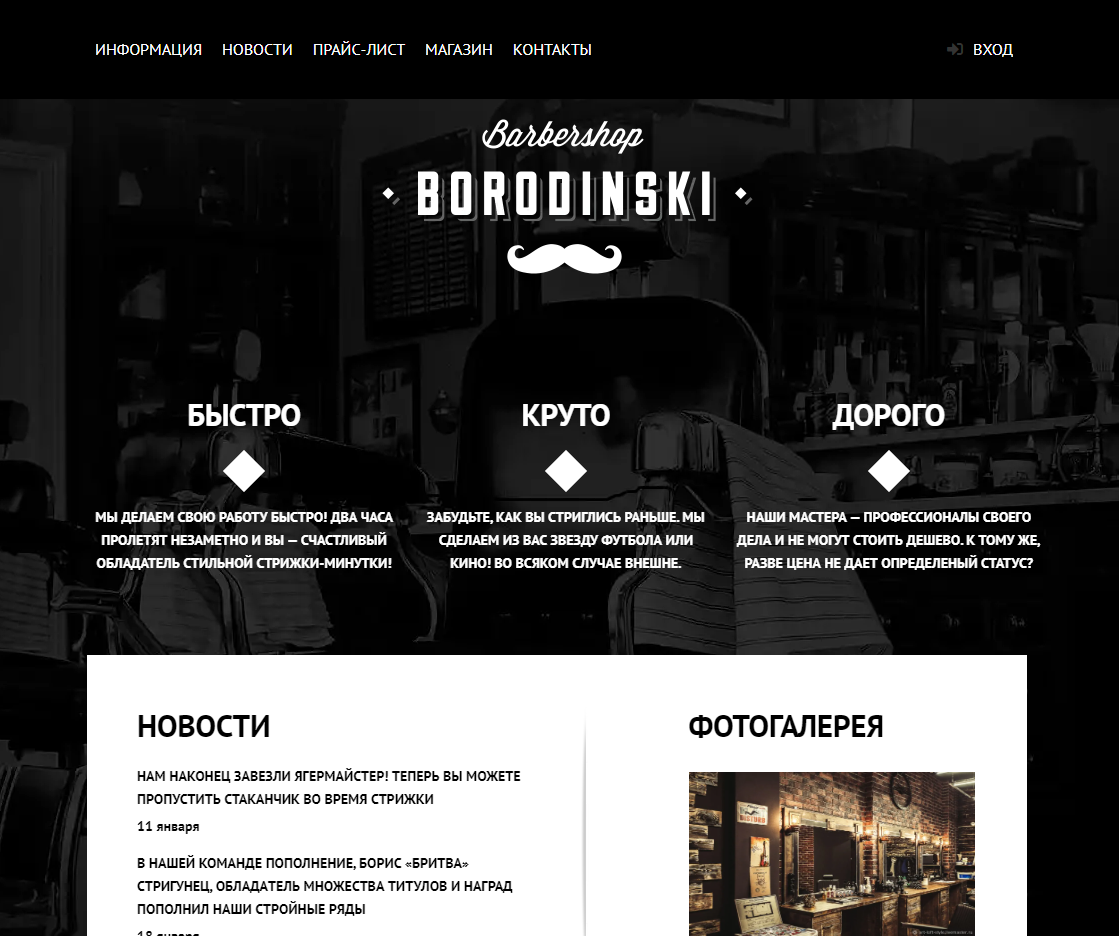 ИНФОРМАЦИЯ НОВОСТИ ПРАЙС-ЛИСТ МАГАЗИН КОНТАКТЫ ВХОД
Barbershop
BORODINSKI
БЫСТРО
МЫ ДЕЛАЕМ СВОЮ РАБОТУ БЫСТРО! ДВА ЧАСА
ПРОЛЕТЯТ НЕЗАМЕТНО И ВЫ — СЧАСТЛИВЫЙ
ОБЛАДАТЕЛЬ СТИЛЬНОЙ СТРИЖКИ-МИНУТКИ!
КРУТО
ЗАБУДЬТЕ, КАК ВЫ СТРИГЛИСЬ РАНЬШЕ. МЫ
СДЕЛАЕМ ИЗ ВАС ЗВЕЗДУ ФУТБОЛА ИЛИ
КИНО! ВО ВСЯКОМ СЛУЧАЕ ВНЕШНЕ.
ДОРОГО
НАШИ МАСТЕРА — ПРОФЕССИОНАЛЫ СВОЕГО
ДЕЛА И НЕ МОГУТ СТОИТЬ ДЕШЕВО. К ТОМУ ЖЕ,
РАЗВЕ ЦЕНА НЕ ДАЕТ ОПРЕДЕЛЕНЫЙ СТАТУС?
НОВОСТИ
НАМ НАКОНЕЦ ЗАВЕЗЛИ ЯГЕРМАЙСТЕР! ТЕПЕРЬ ВЫ МОЖЕТЕ
ПРОПУСТИТЬ СТАКАНЧИК ВО ВРЕМЯ СТРИЖКИ
11 января
В НАШЕЙ КОМАНДЕ ПОПОЛНЕНИЕ, БОРИС «БРИТВА»
СТРИГУНЕЦ, ОБЛАДАТЕЛЬ МНОЖЕСТВА ТИТУЛОВ И НАГРАД
ПОПОЛНИЛ НАШИ СТРОЙНЫЕ РЯДЫ
18 января
ФОТОГАЛЕРЕЯ